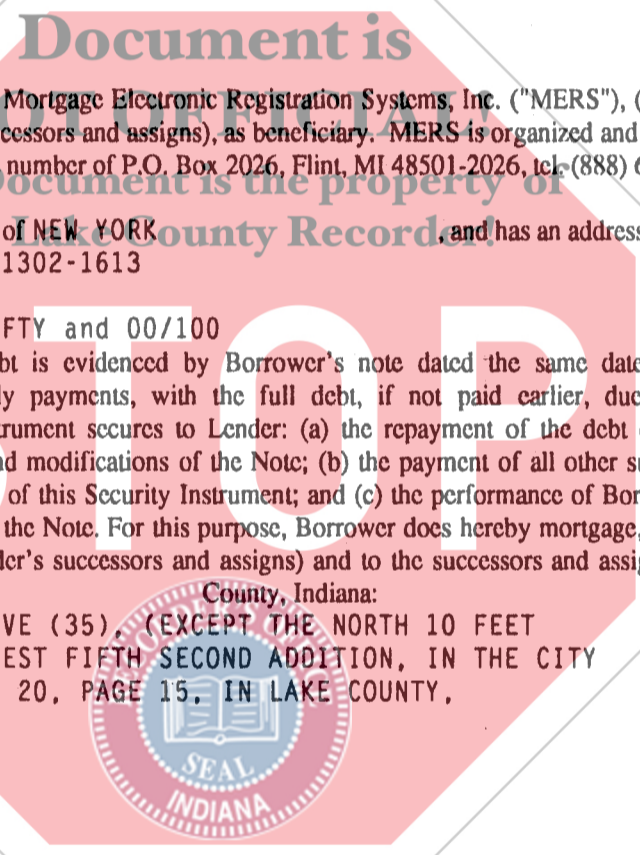 Document is
NOT OFFICIAL!
Mortgage Electronic Registration Systems, Inc. ("MERS"), (
cessors and assigns), as beneficiary. MERS is organized and
number of P.O. Box 2026, Flint, MI 48501-2026, tel. (888) 6
Document is the property of
of NEW YORK , and has an address
Lake County Recorder!
1302-1613
FTY and 00/100
bt is evidenced by Borrower's note dated the same date
ly payments, with the full debt, if not paid earlier, due
trument secures to Lender: (a) the repayment of the debt
nd modifications of the Note; (b) the payment of all other su
of this Security Instrument; and (c) the performance of Bor
the Note. For this purpose, Borrower does hereby mortgage,
der's successors and assigns) and to the successors and assig
County, Indiana:
VE (35), (EXCEPT THE NORTH 10 FEET
EST FIFTH SECOND ADDITION, IN THE CITY
20, PAGE 15, IN LAKE COUNTY,
STOP
SEAL
INDIANA